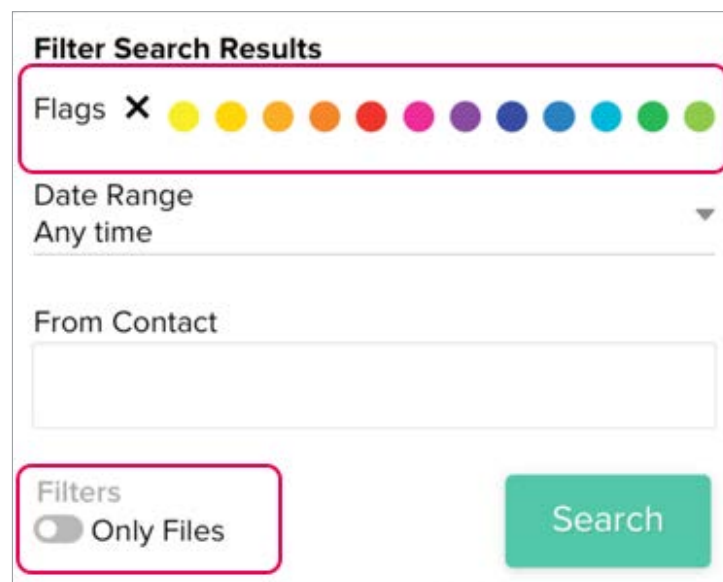 Filter Search Results
Flags
Date Range
Any time
From Contact
Filters
Only Files
Search